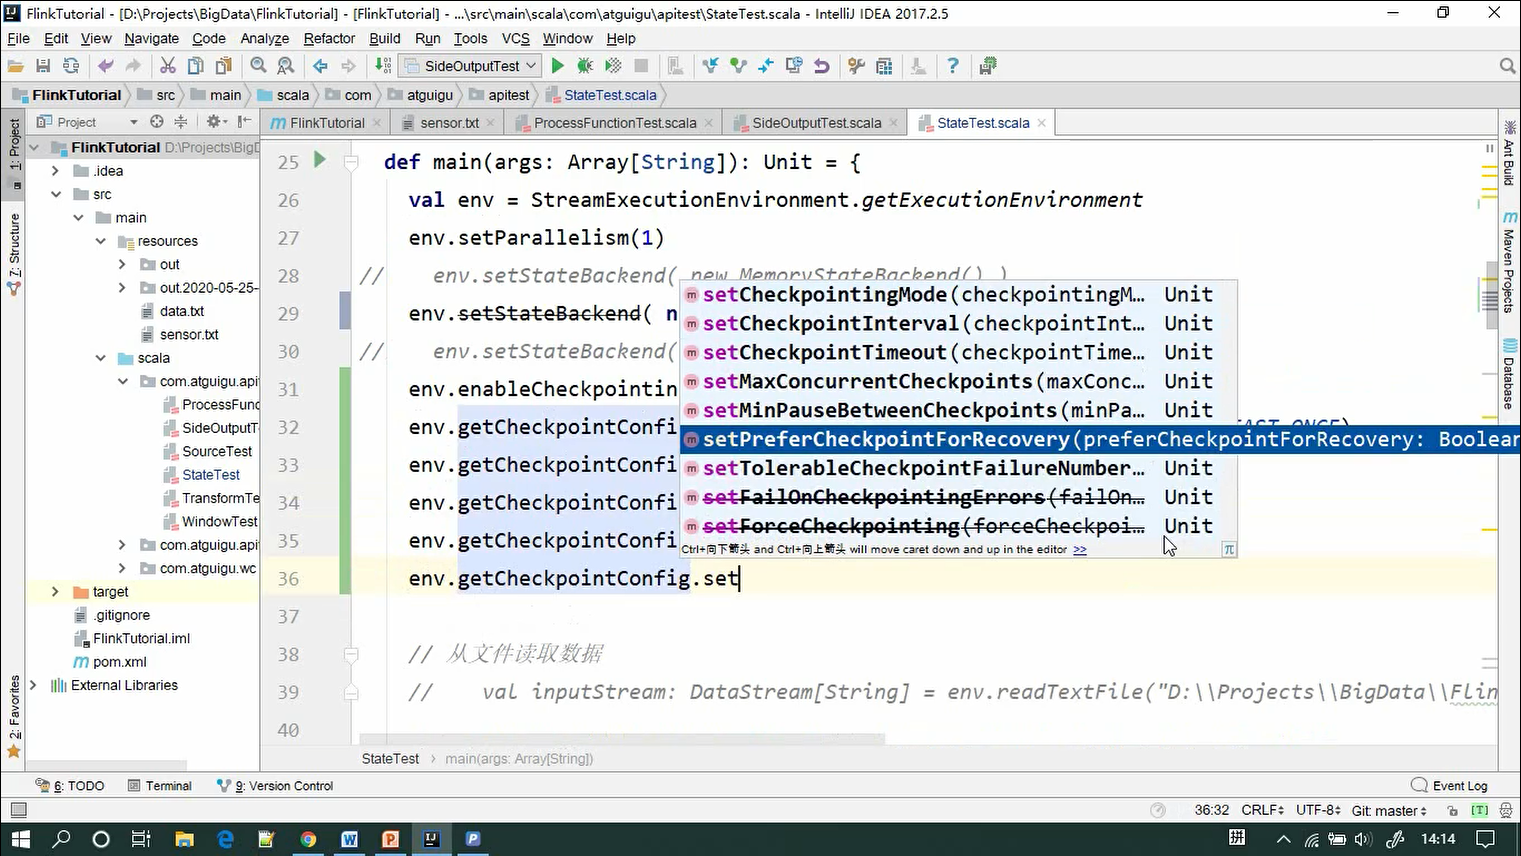 FlinkTutorial - [D:\Projects\BigData\FlinkTutorial] - [FlinkTutorial] - ...\src\main\scala\com\atguigu\apitest\StateTest.scala - IntelliJ IDEA 2017.2.5
File Edit View Navigate Code Analyze Refactor Build Run Tools VCS Window Help
SideOutputTest
FlinkTutorial src main scala com atguigu apitest StateTest.scala
Project
FlinkTutorial sensor.txt ProcessFunctionTest.scala SideOutputTest.scala StateTest.scala
1: Project
7: Structure
2: Favorites
FlinkTutorial D:\Projects\BigD
.idea
src
main
resources
out
out.2020-05-25-
data.txt
sensor.txt
scala
com.atguigu.apit
ProcessFunc
SideOutputT
SourceTest
StateTest
TransformTe
WindowTest
com.atguigu.
com.atguigu.wc
target
.gitignore
FlinkTutorial.iml
pom.xml
External Libraries
25 def main(args: Array[String]): Unit = {
26 val env = StreamExecutionEnvironment.getExecutionEnvironment
27 env.setParallelism(1)
28 // env.setStateBackend( new MemoryStateBackend() )
29 env.setStateBackend( n
30 // env.setStateBackend(
31 env.enableCheckpointin
32 env.getCheckpointConfi
33 env.getCheckpointConfi
34 env.getCheckpointConfi
35 env.getCheckpointConfi
36 env.getCheckpointConfig.set
37
38 // 从文件读取数据
39 // val inputStream: DataStream[String] = env.readTextFile("D:\\Projects\\BigData\\Flin
40
setCheckpointingMode(checkpointingM… Unit
setCheckpointInterval(checkpointInt… Unit
setCheckpointTimeout(checkpointTime… Unit
setMaxConcurrentCheckpoints(maxConc… Unit
setMinPauseBetweenCheckpoints(minPa… Unit
setPreferCheckpointForRecovery(preferCheckpointForRecovery: Boolean
setTolerableCheckpointFailureNumber… Unit
setFailOnCheckpointingErrors(failOn… Unit
setForceCheckpointing(forceCheckpoi… Unit
Ctrl+向下箭头 and Ctrl+向上箭头 will move caret down and up in the editor >> π
Ant Build
Maven Projects
Database
StateTest main(args: Array[String])
6: TODO Terminal 9: Version Control Event Log
36:32 CRLF UTF-8 Git: master [T]
拼 14:14